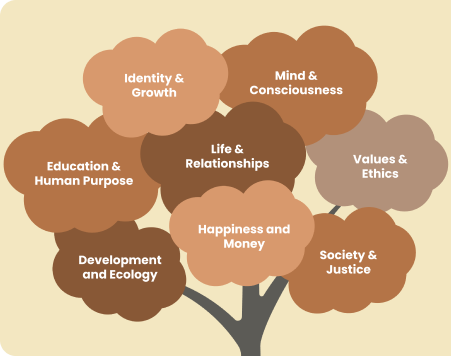 Identity &
Growth
Mind &
Consciousness
Life &
Relationships
Values &
Ethics
Education &
Human Purpose
Happiness and
Money
Development
and Ecology
Society &
Justice